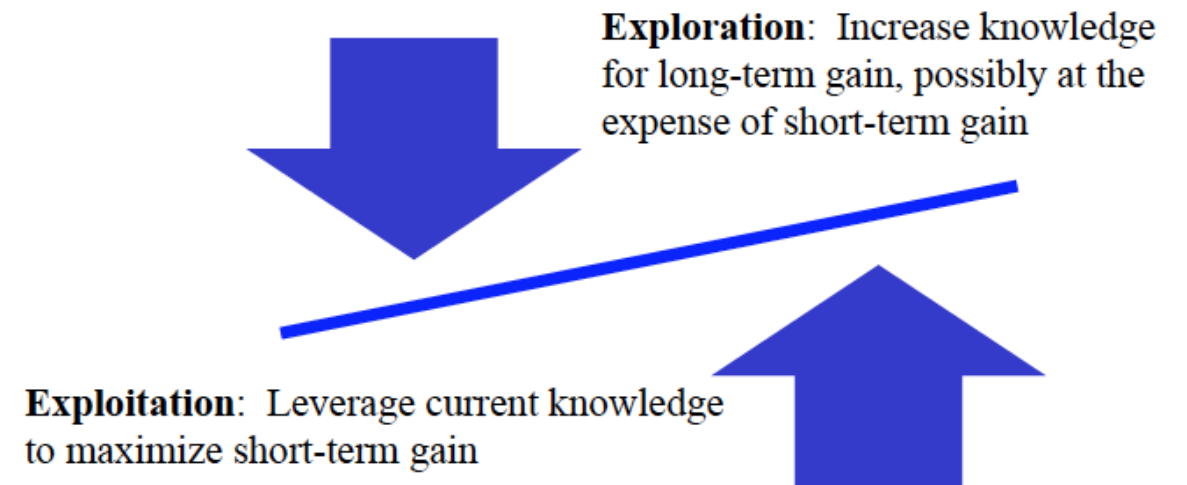 Exploration: Increase knowledge
for long-term gain, possibly at the
expense of short-term gain
Exploitation: Leverage current knowledge
to maximize short-term gain